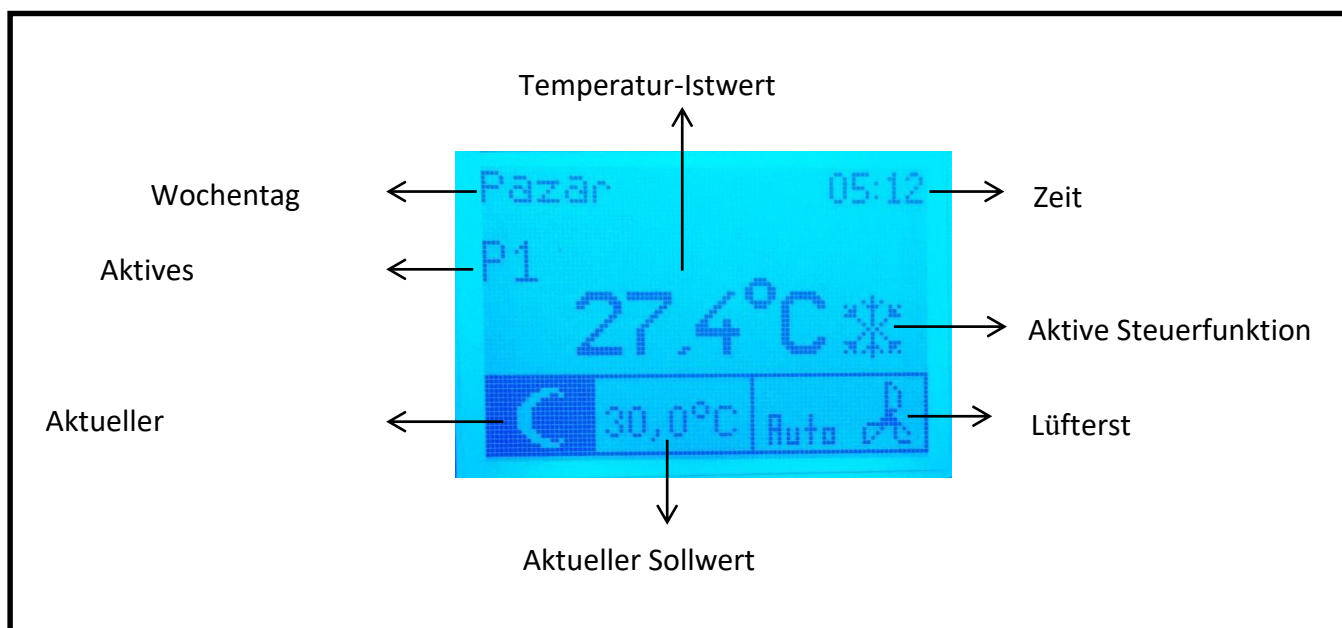 Temperatur-Istwert
Wochentag
Pazar
05:12
Zeit
Aktives
P1
27,4°C
Aktive Steuerfunktion
Aktueller
30,0°C
Auto
Lüfterst
Aktueller Sollwert